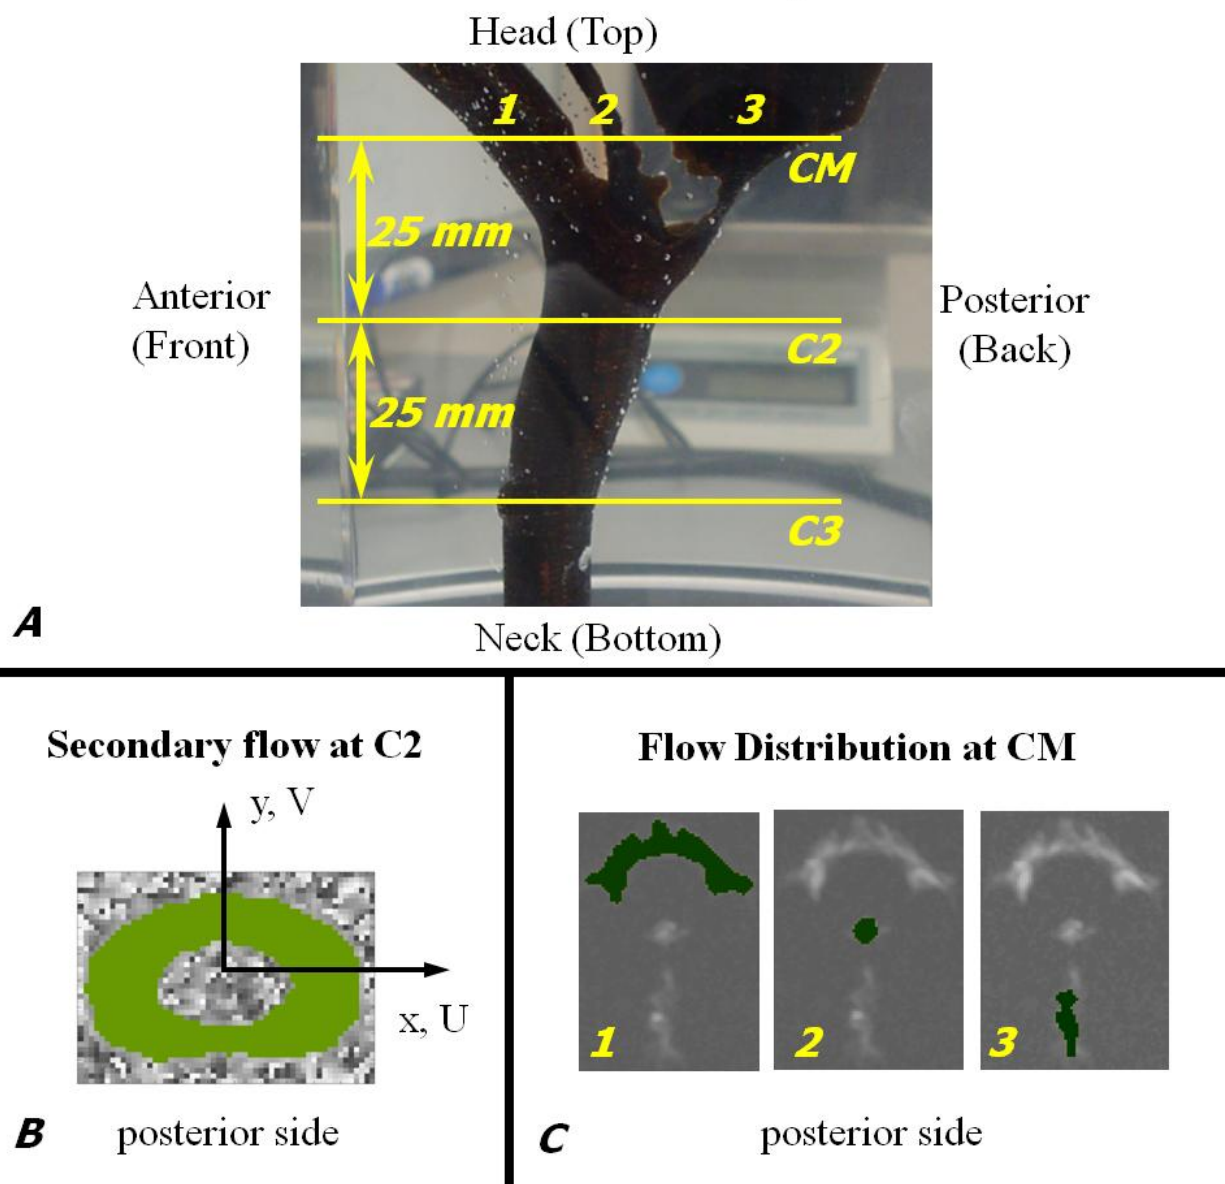 Head (Top)
1 2 3
CM
25 mm
Anterior
(Front)
Posterior
(Back)
C2
25 mm
C3
A
Neck (Bottom)
Secondary flow at C2
y, V
x, U
B
posterior side
Flow Distribution at CM
1
2
3
C
posterior side